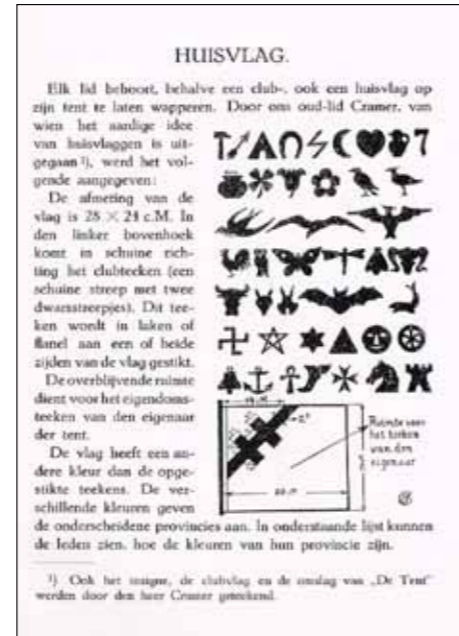 HUISVLAG.
Elk lid behoort, behalve een club-, ook een huisvlag op
zijn tent te laten wapperen. Door ons oud-lid Cramer, van
wien het aardige idee
van huisvlaggen is uit-
gegaan ¹), werd het vol-
gende aangegeven:
De afmeting van de
vlag is 28 × 24 c.M. In
den linker bovenhoek
komt in schuine rich-
ting het clubteeken (een
schuine streep met twee
dwarsstreepjes). Dit tee-
ken wordt in laken of
flanel aan een of beide
zijden van de vlag gestikt.
De overblijvende ruimte
dient voor het eigendoms-
teeken van den eigenaar
der tent.
De vlag heeft een an-
dere kleur dan de opge-
stikte teekens. De ver-
schillende kleuren geven
de onderscheidene provincies aan. In onderstaande lijst kunnen
de leden zien, hoe de kleuren van hun provincie zijn.
Ruimte voor
het teeken
van den
eigenaar
¹) Ook het insigne, de clubvlag en de omslag van „De Tent"
werden door den heer Cramer geteekend.